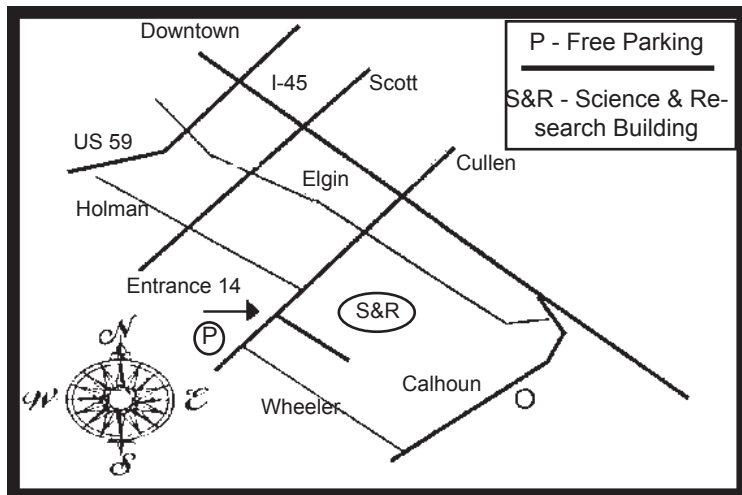 Downtown
P - Free Parking
S&R - Science & Re-
search Building
I-45
Scott
US 59
Cullen
Elgin
Holman
Entrance 14
S&R
P
N
W
E
S
Calhoun
Wheeler